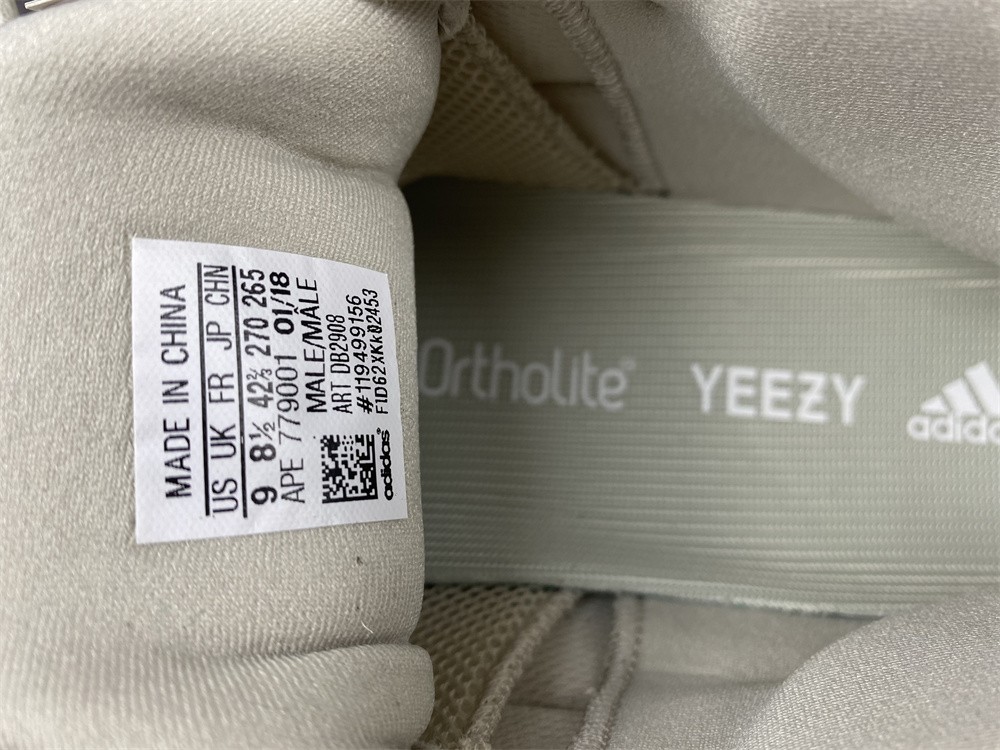 MADE IN CHINA
US UK FR JP CHN
9 8½ 42⅔ 270 265
APE 779001 01/18
MALE/MÂLE
ART DB2908
#119499156
F1D62XKK02453
adidas
Ortholite®
YEEZY
adidas